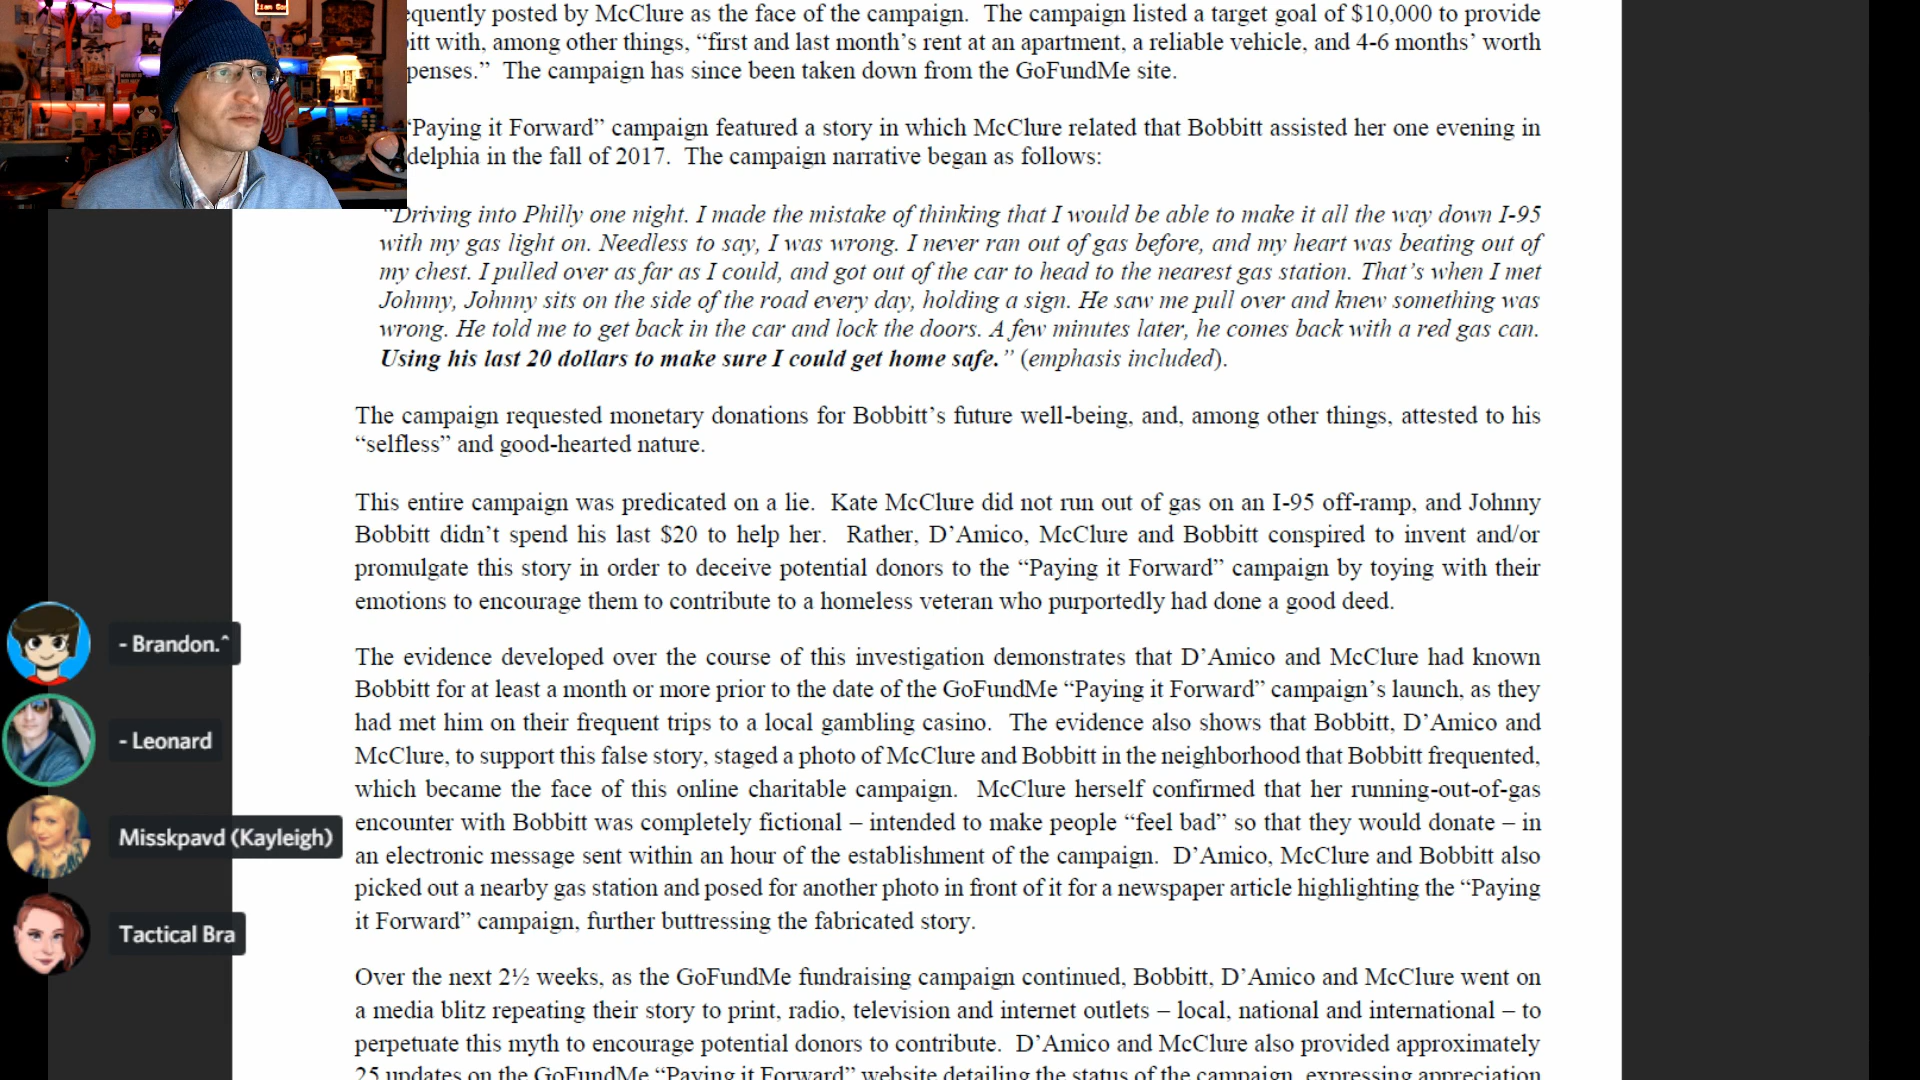 equently posted by McClure as the face of the campaign. The campaign listed a target goal of $10,000 to provide
itt with, among other things, “first and last month’s rent at an apartment, a reliable vehicle, and 4-6 months’ worth
penses.” The campaign has since been taken down from the GoFundMe site.
“Paying it Forward” campaign featured a story in which McClure related that Bobbitt assisted her one evening in
delphia in the fall of 2017. The campaign narrative began as follows:
“Driving into Philly one night. I made the mistake of thinking that I would be able to make it all the way down I-95
with my gas light on. Needless to say, I was wrong. I never ran out of gas before, and my heart was beating out of
my chest. I pulled over as far as I could, and got out of the car to head to the nearest gas station. That’s when I met
Johnny, Johnny sits on the side of the road every day, holding a sign. He saw me pull over and knew something was
wrong. He told me to get back in the car and lock the doors. A few minutes later, he comes back with a red gas can.
Using his last 20 dollars to make sure I could get home safe.” (emphasis included).
The campaign requested monetary donations for Bobbitt’s future well-being, and, among other things, attested to his
“selfless” and good-hearted nature.
This entire campaign was predicated on a lie. Kate McClure did not run out of gas on an I-95 off-ramp, and Johnny
Bobbitt didn’t spend his last $20 to help her. Rather, D’Amico, McClure and Bobbitt conspired to invent and/or
promulgate this story in order to deceive potential donors to the “Paying it Forward” campaign by toying with their
emotions to encourage them to contribute to a homeless veteran who purportedly had done a good deed.
The evidence developed over the course of this investigation demonstrates that D’Amico and McClure had known
Bobbitt for at least a month or more prior to the date of the GoFundMe “Paying it Forward” campaign’s launch, as they
had met him on their frequent trips to a local gambling casino. The evidence also shows that Bobbitt, D’Amico and
McClure, to support this false story, staged a photo of McClure and Bobbitt in the neighborhood that Bobbitt frequented,
which became the face of this online charitable campaign. McClure herself confirmed that her running-out-of-gas
encounter with Bobbitt was completely fictional – intended to make people “feel bad” so that they would donate – in
an electronic message sent within an hour of the establishment of the campaign. D’Amico, McClure and Bobbitt also
picked out a nearby gas station and posed for another photo in front of it for a newspaper article highlighting the “Paying
it Forward” campaign, further buttressing the fabricated story.
Over the next 2½ weeks, as the GoFundMe fundraising campaign continued, Bobbitt, D’Amico and McClure went on
a media blitz repeating their story to print, radio, television and internet outlets – local, national and international – to
perpetuate this myth to encourage potential donors to contribute. D’Amico and McClure also provided approximately
25 updates on the GoFundMe “Paying it Forward” website detailing the status of the campaign, expressing appreciation
- Brandon.^
- Leonard
Misskpavd (Kayleigh)
Tactical Bra